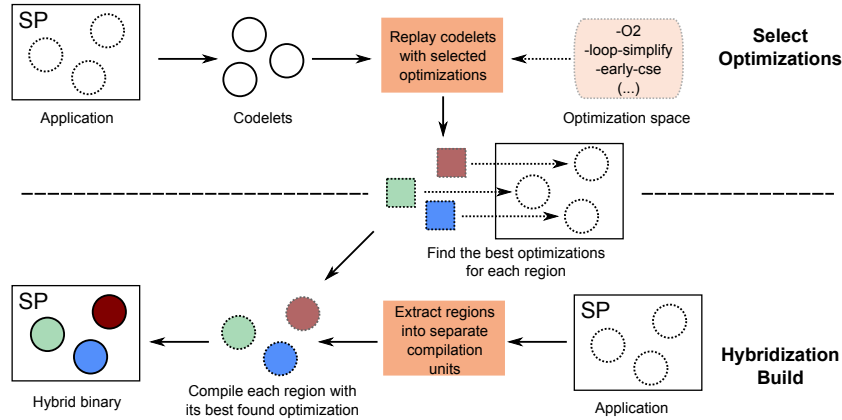 SP
Application
Codelets
Replay codelets
with selected
optimizations
-O2
-loop-simplify
-early-cse
(...)
Optimization space
Select
Optimizations
Find the best optimizations
for each region
SP
Hybrid binary
Compile each region with
its best found optimization
Extract regions
into separate
compilation
units
SP
Application
Hybridization
Build